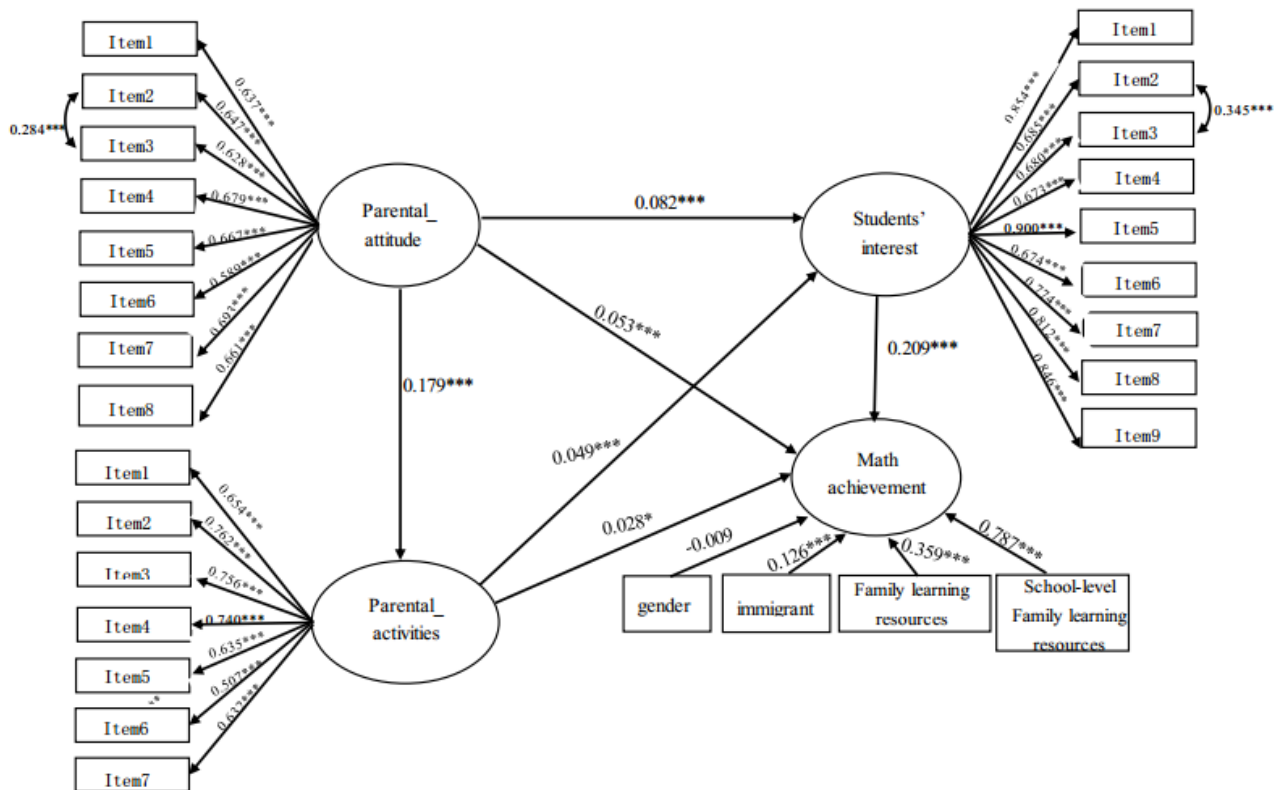 Item1
Item2
Item3
Item4
Item5
Item6
Item7
Item8
0.284***
0.637***
0.647***
0.628***
0.679***
0.667***
0.589***
0.693***
0.661***
Parental_
attitude
0.082***
Students'
interest
0.854***
0.685***
0.680***
0.673***
0.900***
0.674***
0.774***
0.812***
0.846***
Item1
Item2
Item3
Item4
Item5
Item6
Item7
Item8
Item9
0.345***
0.053***
0.179***
0.209***
0.049***
0.028*
Math
achievement
Item1
Item2
Item3
Item4
Item5
Item6
Item7
0.654***
0.762***
0.756***
0.740***
0.635***
0.507***
0.632***
**
Parental_
activities
-0.009
0.126***
0.359***
0.787***
gender
immigrant
Family learning
resources
School-level
Family learning
resources